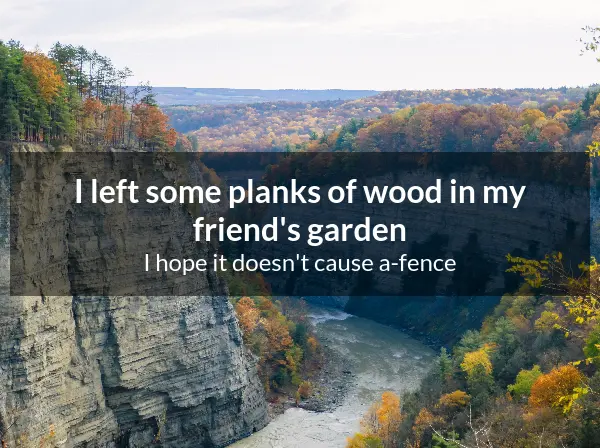 I left some planks of wood in my
friend's garden
I hope it doesn't cause a-fence